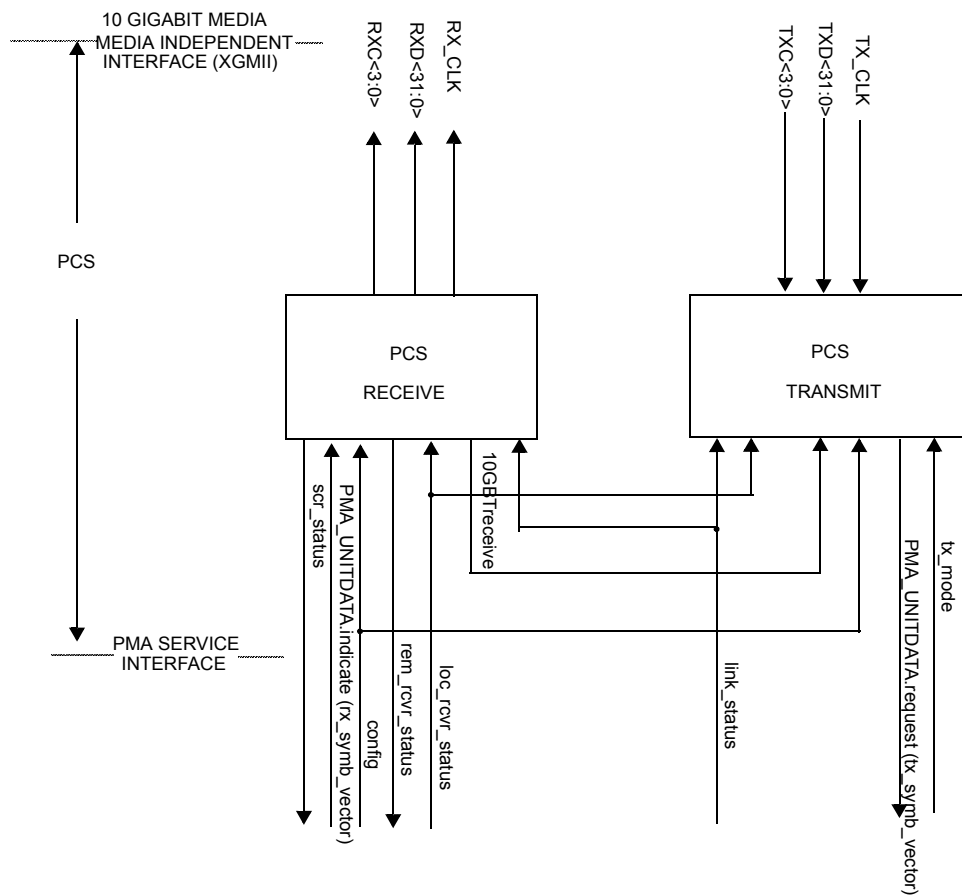 10 GIGABIT MEDIA
MEDIA INDEPENDENT
INTERFACE (XGMII)
RXC<3:0>
RXD<31:0>
RX_CLK
TXC<3:0>
TXD<31:0>
TX_CLK
PCS
PCS
RECEIVE
PCS
TRANSMIT
scr_status
PMA_UNITDATA.indicate (rx_symb_vector)
config
rem_rcvr_status
loc_rcvr_status
10GBTreceive
link_status
PMA_UNITDATA.request (tx_symb_vector)
tx_mode
PMA SERVICE
INTERFACE